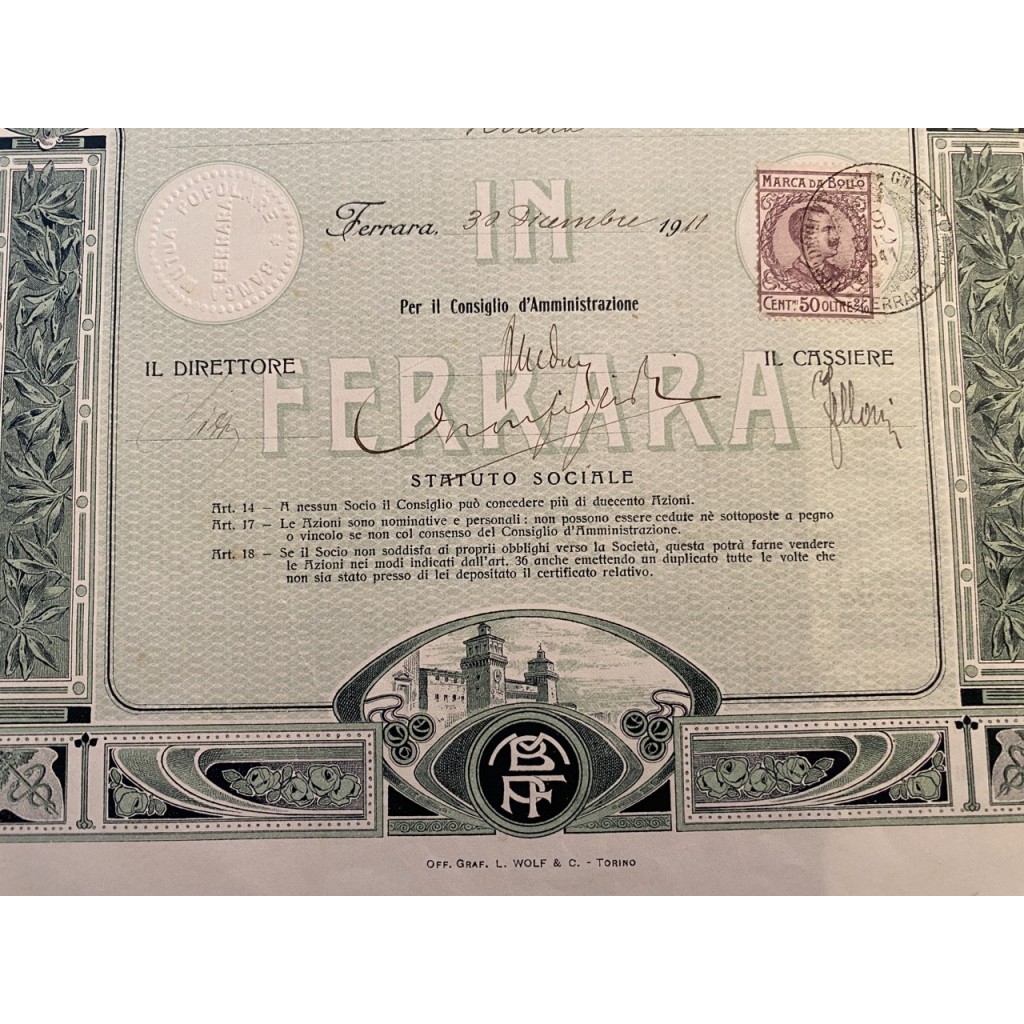 IN
Ferrara, 30 Dicembre 1911
BANCA MUTUA POPOLARE
FERRARA
MARCA DA BOLLO
CENT.MI 50 OLTRE 2/10
FERRARA
Per il Consiglio d'Amministrazione
IL DIRETTORE
IL CASSIERE
FERRARA
STATUTO SOCIALE
Art. 14 – A nessun Socio il Consiglio può concedere più di duecento Azioni.
Art. 17 – Le Azioni sono nominative e personali: non possono essere cedute nè sottoposte a pegno
o vincolo se non col consenso del Consiglio d'Amministrazione.
Art. 18 – Se il Socio non soddisfa ai proprii obblighi verso la Società, questa potrà farne vendere
le Azioni nei modi indicati dall'art. 36 anche emettendo un duplicato tutte le volte che
non sia stato presso di lei depositato il certificato relativo.
OFF. GRAF. L. WOLF & C. - TORINO